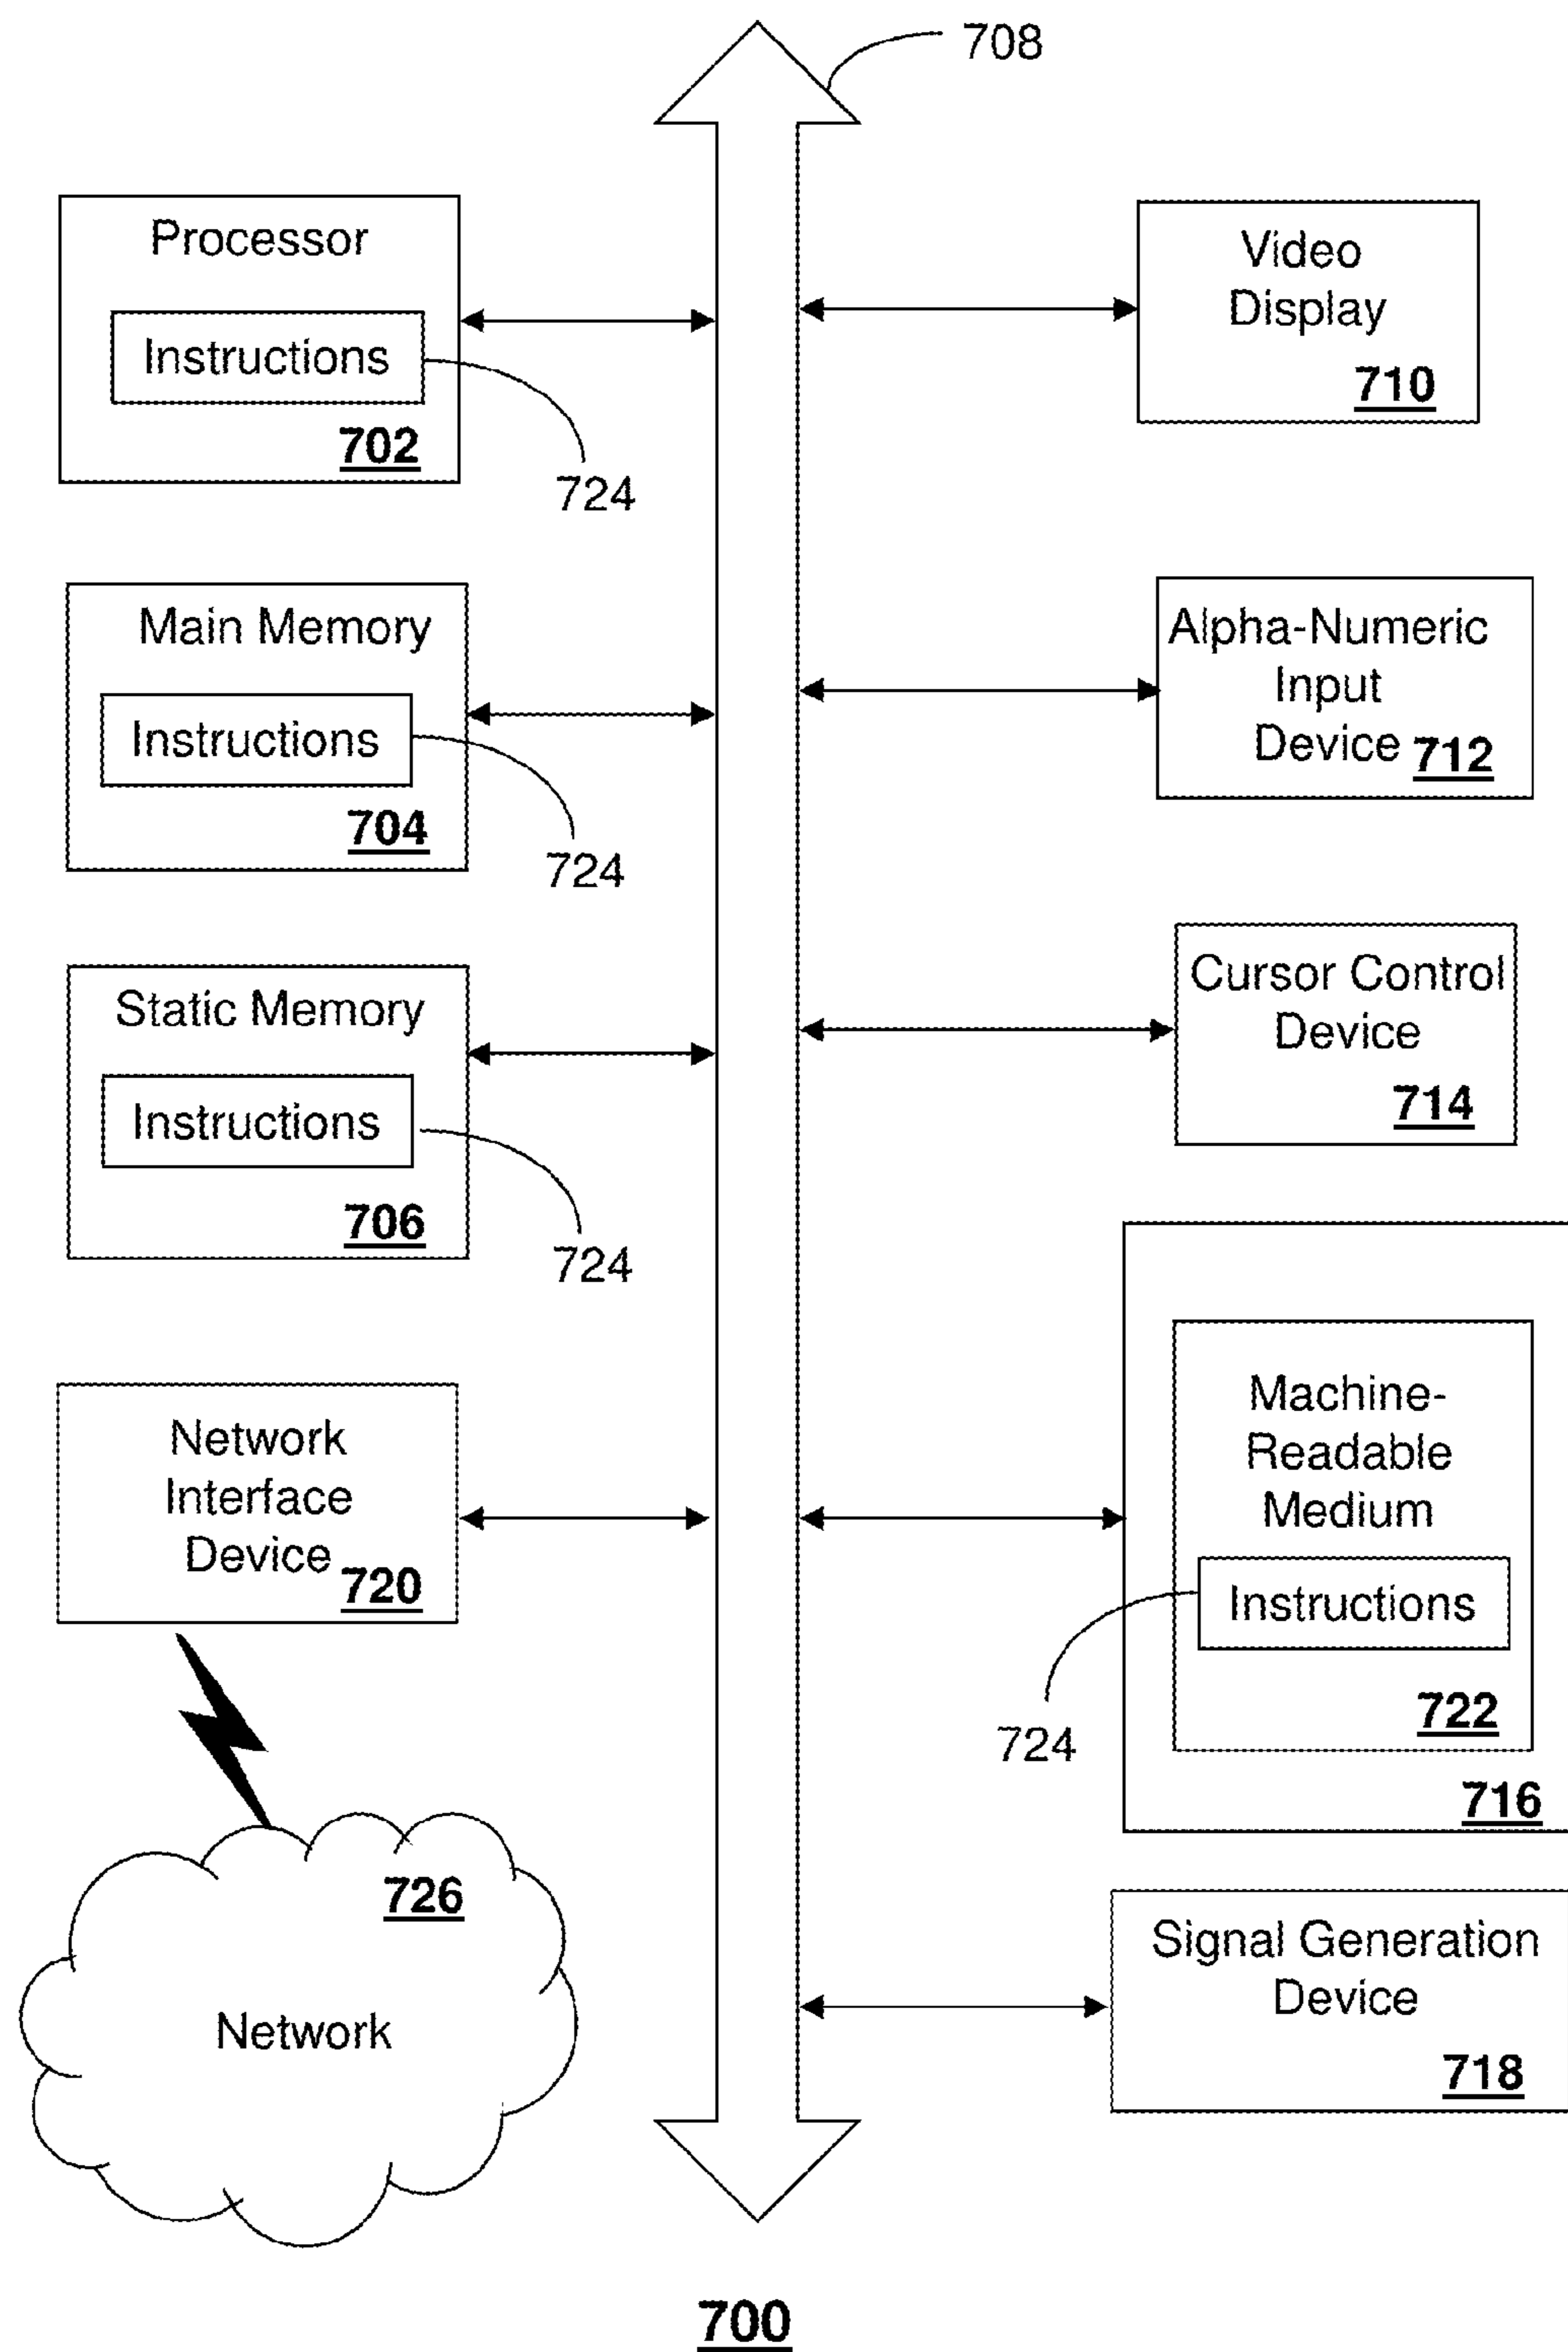 708
Processor
Instructions
702
724
Main Memory
Instructions
704
724
Static Memory
Instructions
706
724
Network
Interface
Device
720
726
Network
Video
Display
710
Alpha-Numeric
Input
Device 712
Cursor Control
Device
714
Machine-
Readable
Medium
Instructions
724
722
716
Signal Generation
Device
718
700